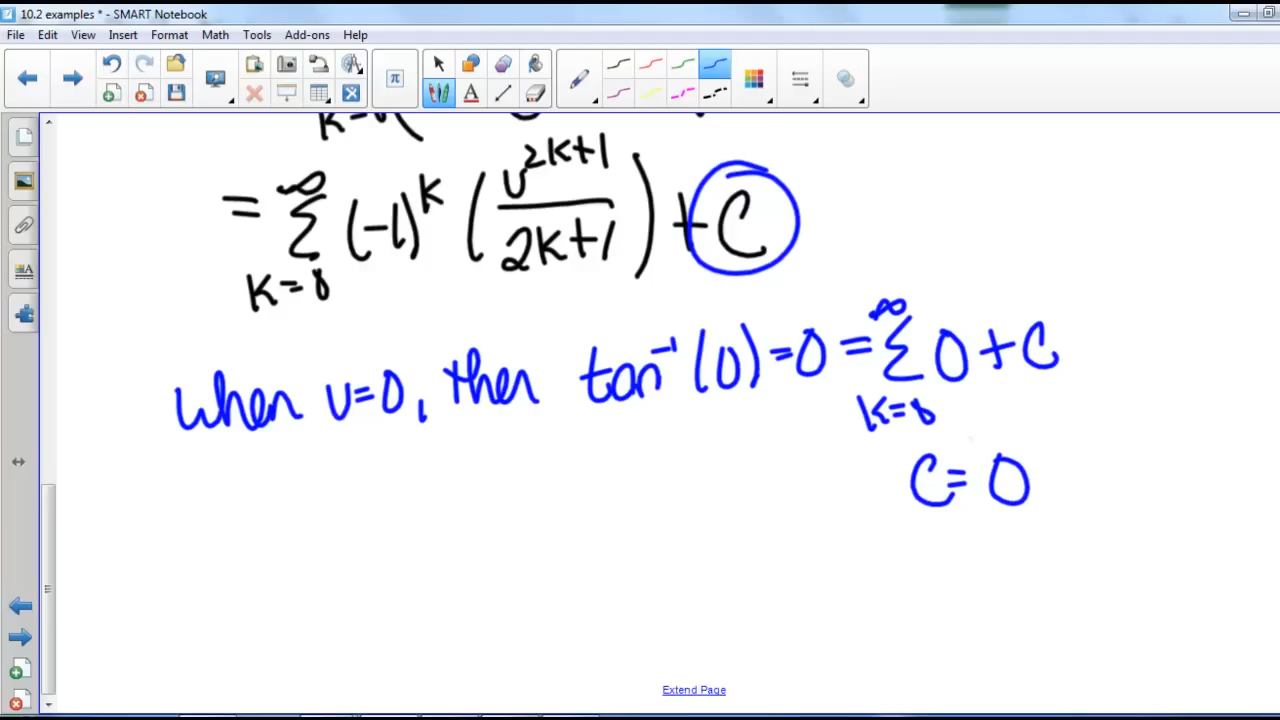 10.2 examples * - SMART Notebook
File Edit View Insert Format Math Tools Add-ons Help
π
A
= ∞ Σ k=0 (-1)^k ( u^{2k+1} / 2k+1 ) + C
when u=0, then tan^{-1}(0) = 0 = ∞ Σ k=0 0 + C
C = 0
Extend Page